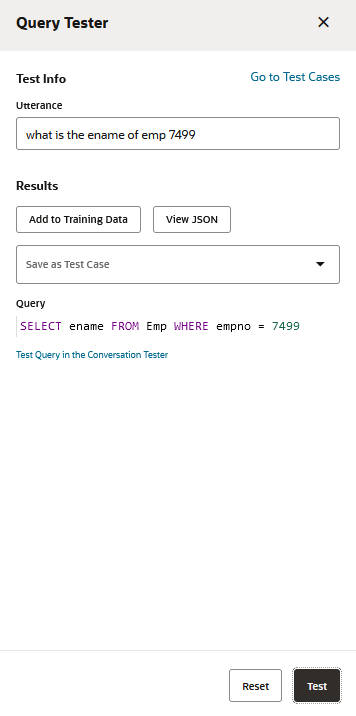 Query Tester
Test Info
Go to Test Cases
Utterance
what is the ename of emp 7499
Results
Add to Training Data
View JSON
Save as Test Case
Query
SELECT ename FROM Emp WHERE empno = 7499
Test Query in the Conversation Tester
Reset
Test